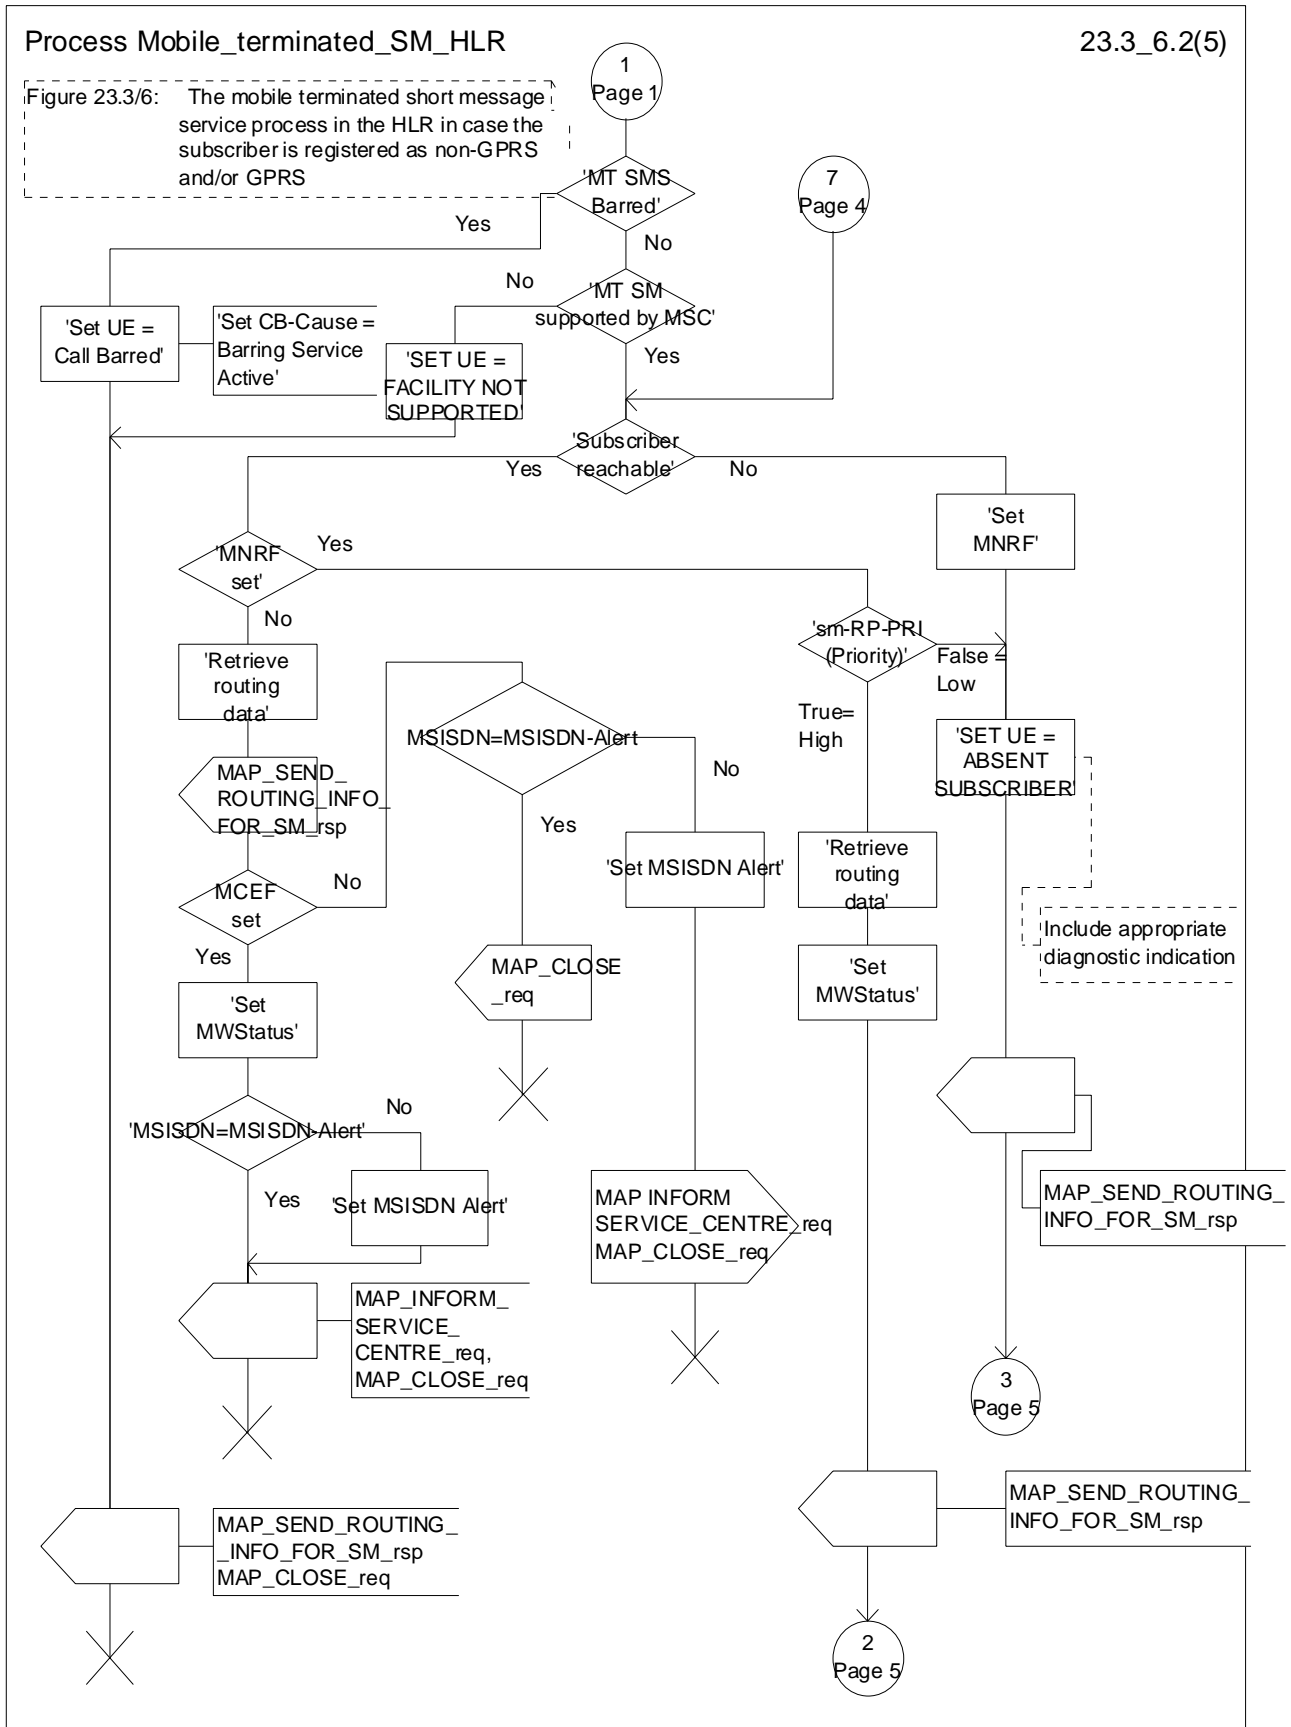 Process Mobile_terminated_SM_HLR
23.3_6.2(5)
1
Page 1
Figure 23.3/6: The mobile terminated short message
service process in the HLR in case the
subscriber is registered as non-GPRS
and/or GPRS
'MT SMS
Barred'
7
Page 4
Yes
No
No
'MT SM
supported by MSC'
'Set UE =
Call Barred'
'Set CB-Cause =
Barring Service
Active'
'SET UE =
FACILITY NOT
SUPPORTED'
Yes
'Subscriber
reachable'
Yes
No
'Set
MNRF'
'MNRF
set'
Yes
No
'sm-RP-PRI
(Priority)'
False =
Low
'Retrieve
routing
data'
True=
High
MSISDN=MSISDN-Alert
'SET UE =
ABSENT
SUBSCRIBER'
MAP_SEND_
ROUTING_INFO_
FOR_SM_rsp
No
Yes
'Set MSISDN Alert'
'Retrieve
routing
data'
MCEF
set
No
Yes
Include appropriate
diagnostic indication
MAP_CLOSE
_req
'Set
MWStatus'
'Set
MWStatus'
No
'MSISDN=MSISDN-Alert'
Yes
'Set MSISDN Alert'
MAP INFORM
SERVICE_CENTRE_req
MAP_CLOSE_req
MAP_SEND_ROUTING_
INFO_FOR_SM_rsp
MAP_INFORM_
SERVICE_
CENTRE_req,
MAP_CLOSE_req
3
Page 5
MAP_SEND_ROUTING_
INFO_FOR_SM_rsp
MAP_SEND_ROUTING_
_INFO_FOR_SM_rsp
MAP_CLOSE_req
2
Page 5